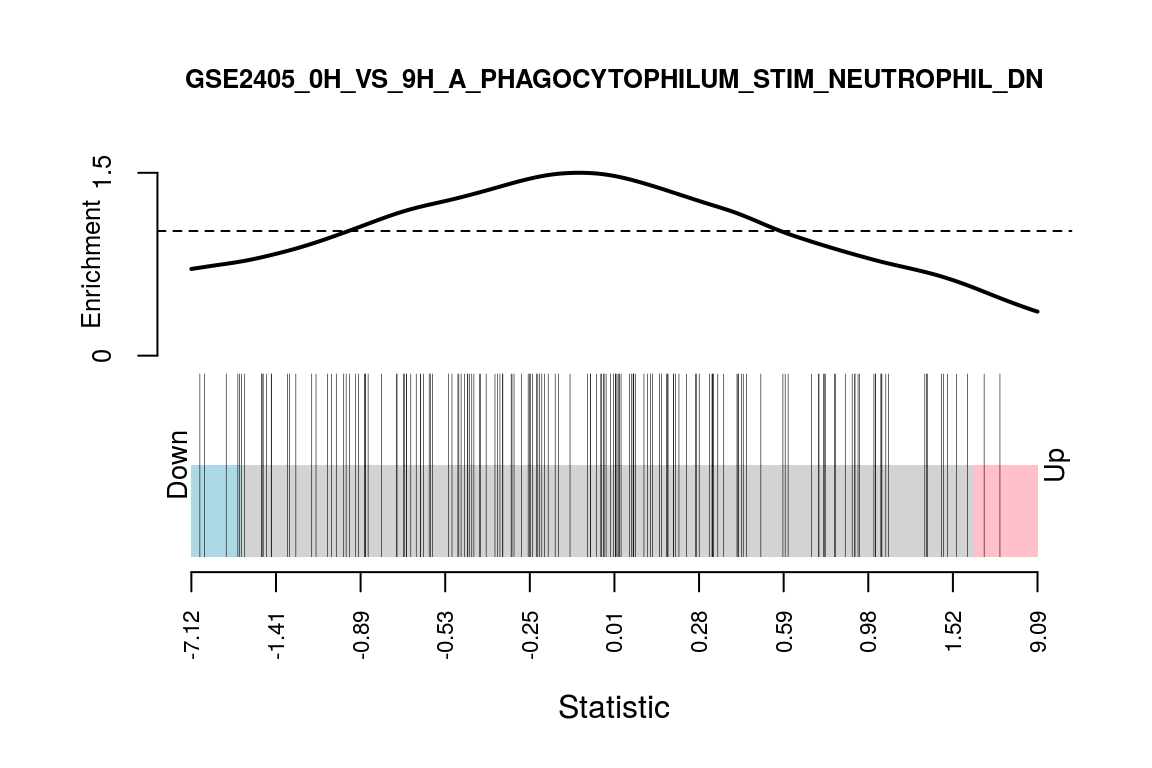 GSE2405_0H_VS_9H_A_PHAGOCYTOPHILUM_STIM_NEUTROPHIL_DN
1.5
Enrichment
0
Down
Up
-7.12
-1.41
-0.89
-0.53
-0.25
0.01
0.28
0.59
0.98
1.52
9.09
Statistic